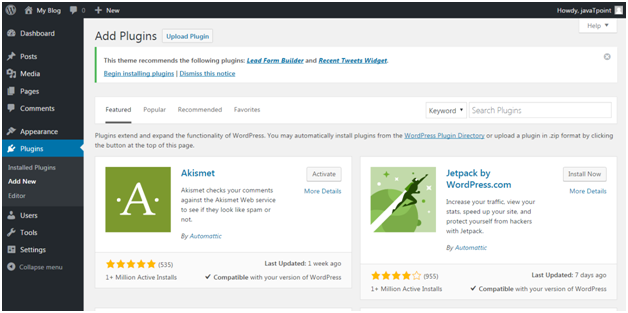 My Blog 0 + New Howdy, javaTpoint
Help
Dashboard
Posts
Media
Pages
Comments
Appearance
Plugins
Installed Plugins
Add New
Editor
Users
Tools
Settings
Collapse menu
Add Plugins Upload Plugin
This theme recommends the following plugins: Lead Form Builder and Recent Tweets Widget.
Begin installing plugins | Dismiss this notice
Featured Popular Recommended Favorites Keyword Search Plugins
Plugins extend and expand the functionality of WordPress. You may automatically install plugins from the WordPress Plugin Directory or upload a plugin in .zip format by clicking
the button at the top of this page.
A
Akismet
Activate
More Details
Akismet checks your comments
against the Akismet Web service
to see if they look like spam or
not.
By Automattic
(535) Last Updated: 1 week ago
1+ Million Active Installs Compatible with your version of WordPress
Jetpack by
WordPress.com
Install Now
More Details
Increase your traffic, view your
stats, speed up your site, and
protect yourself from hackers
with Jetpack.
By Automattic
(955) Last Updated: 7 days ago
1+ Million Active Installs Compatible with your version of WordPress